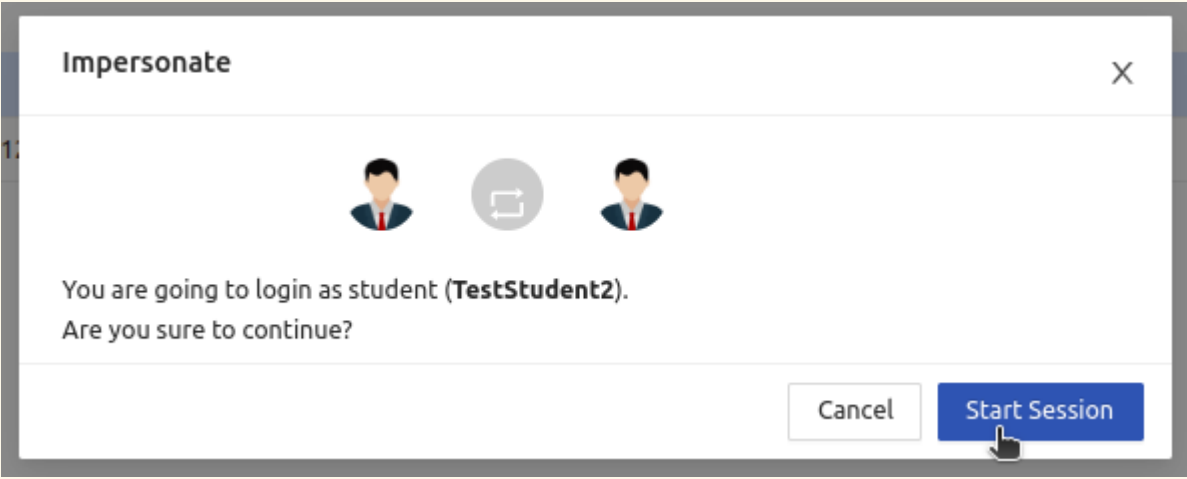 Impersonate
X
You are going to login as student (TestStudent2).
Are you sure to continue?
Cancel
Start Session